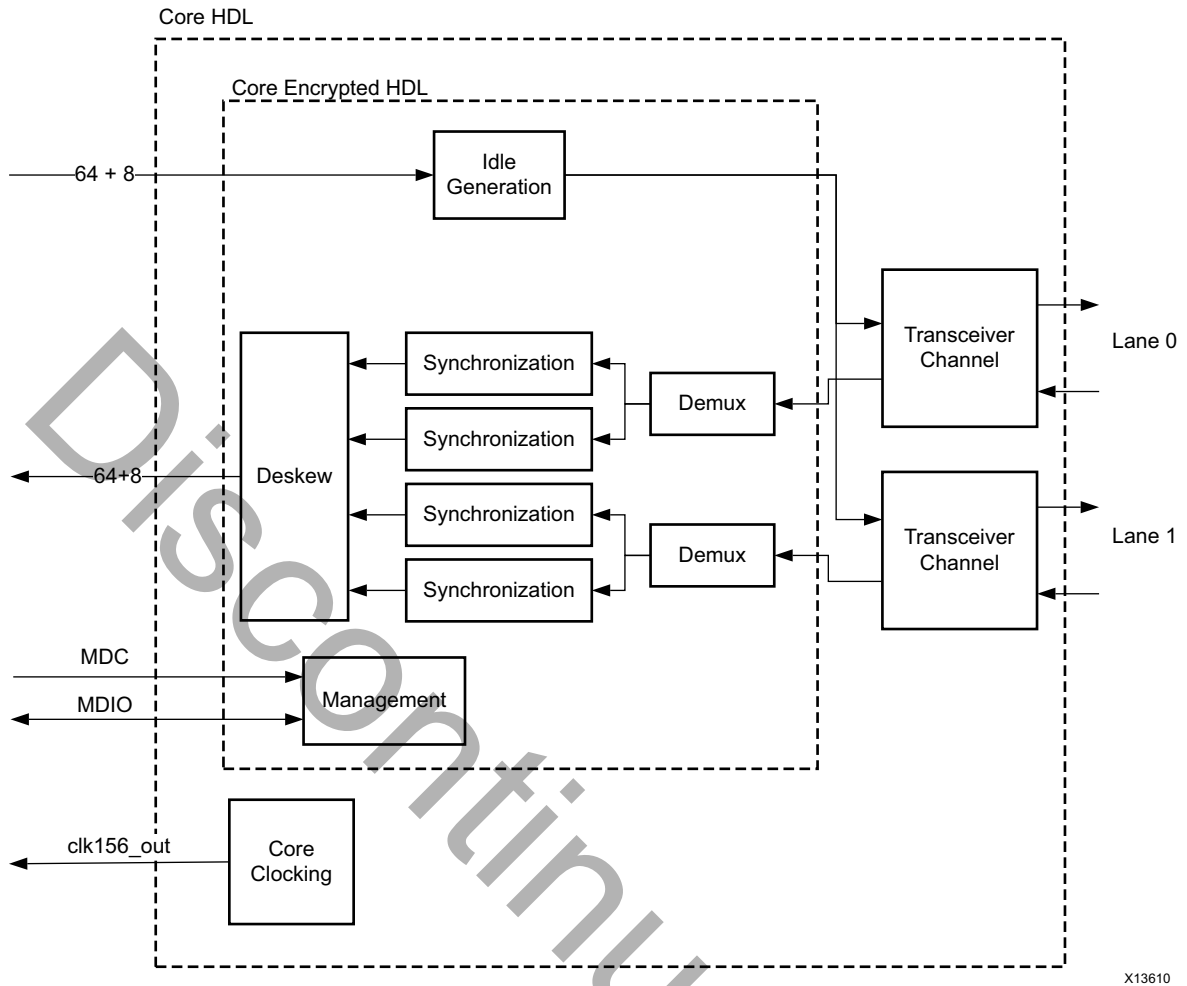 Core HDL
Core Encrypted HDL
64 + 8
Idle
Generation
Transceiver
Channel
Lane 0
Synchronization
Demux
Synchronization
64+8
Deskew
Synchronization
Transceiver
Channel
Lane 1
Demux
Synchronization
MDC
MDIO
Management
clk156_out
Core
Clocking
Discontinu
X13610